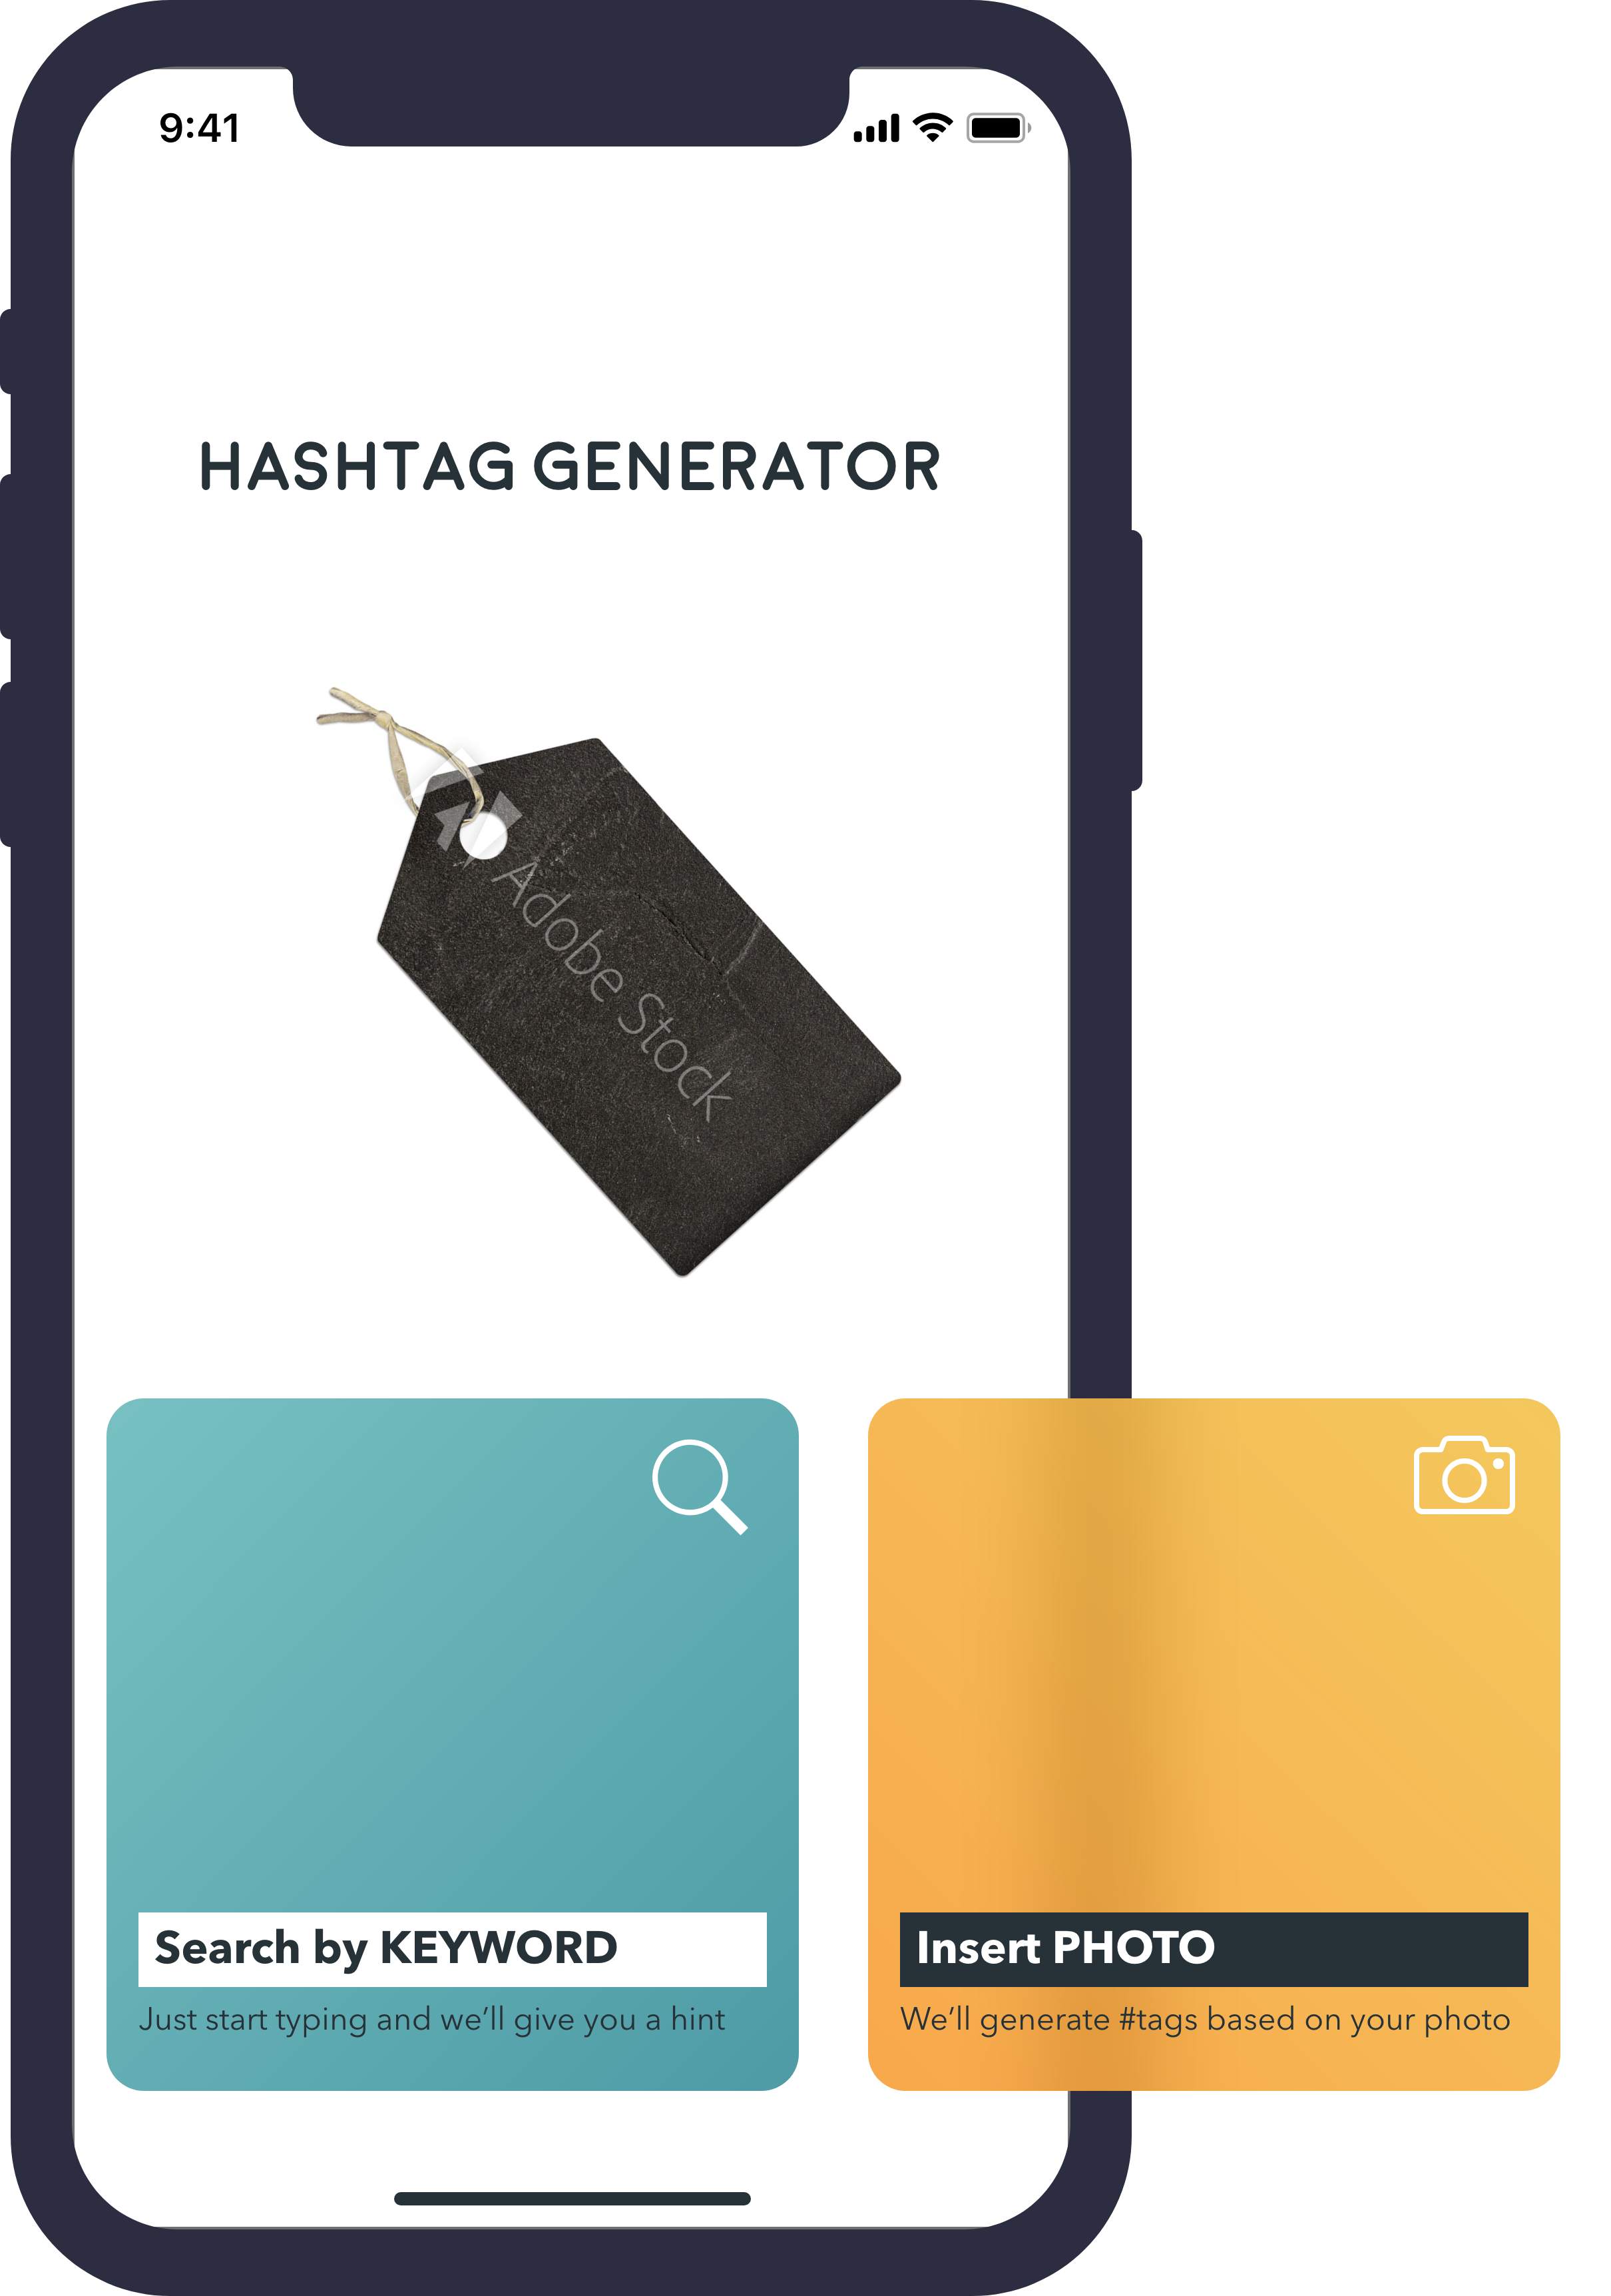 9:41
HASHTAG GENERATOR
Adobe Stock
Search by KEYWORD
Just start typing and we’ll give you a hint
Insert PHOTO
We’ll generate #tags based on your photo